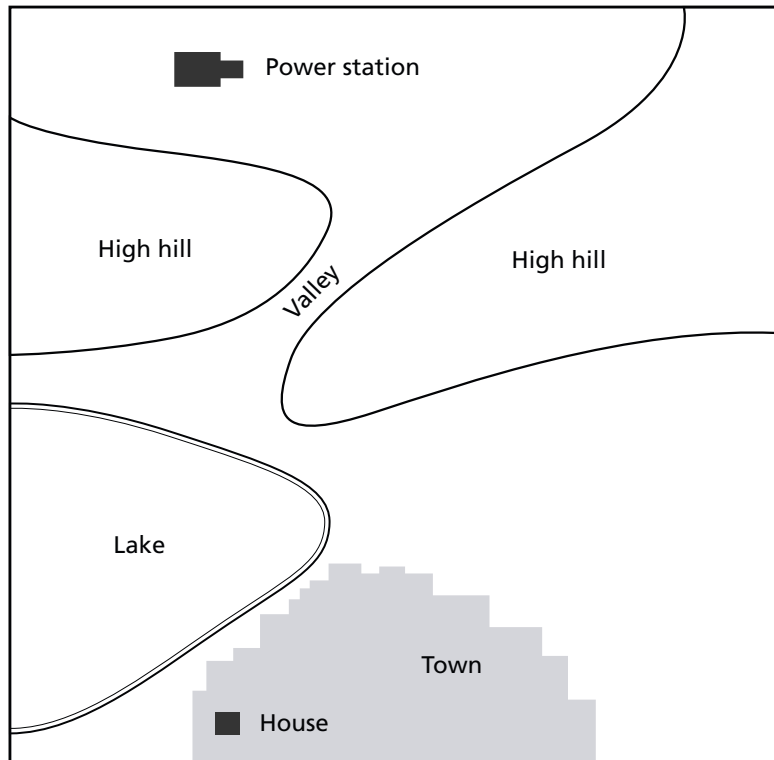 Power station
High hill
High hill
Valley
Lake
Town
House